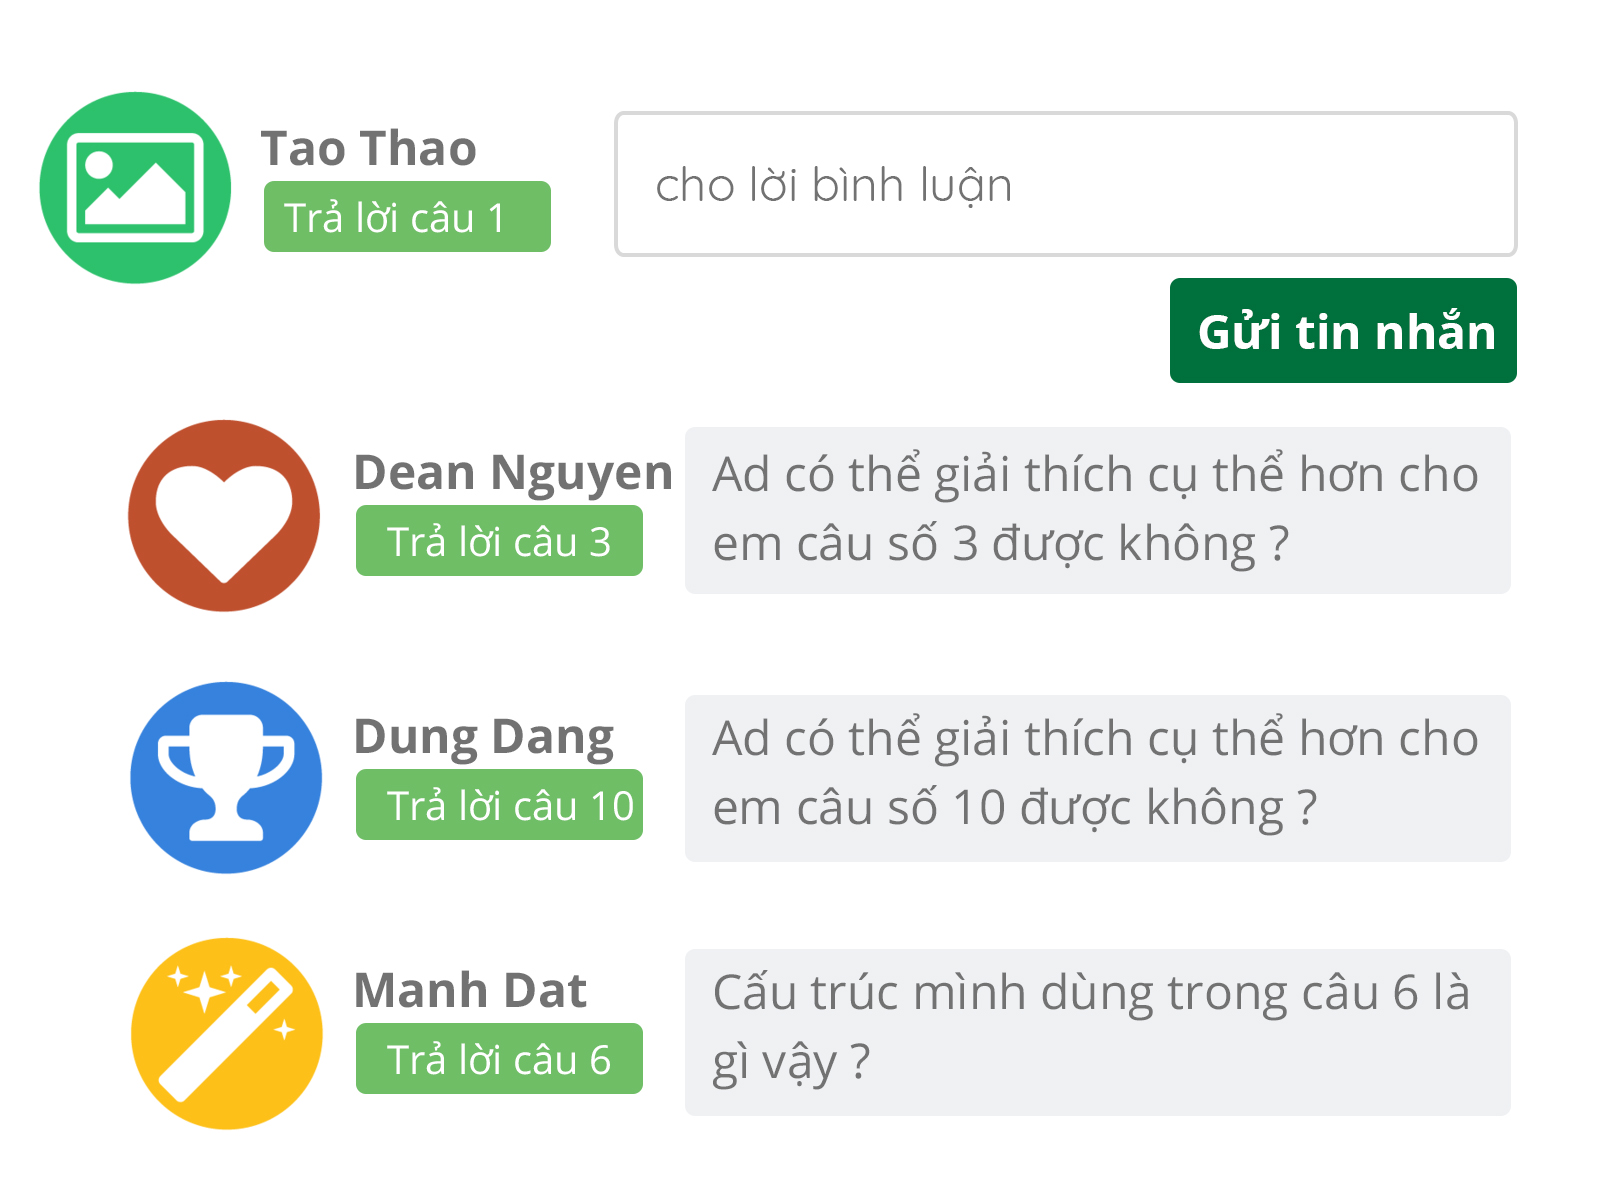 Tao Thao
Trả lời câu 1
cho lời bình luận
Gửi tin nhắn
Dean Nguyen
Trả lời câu 3
Ad có thể giải thích cụ thể hơn cho
em câu số 3 được không ?
Dung Dang
Trả lời câu 10
Ad có thể giải thích cụ thể hơn cho
em câu số 10 được không ?
Manh Dat
Trả lời câu 6
Cấu trúc mình dùng trong câu 6 là
gì vậy ?